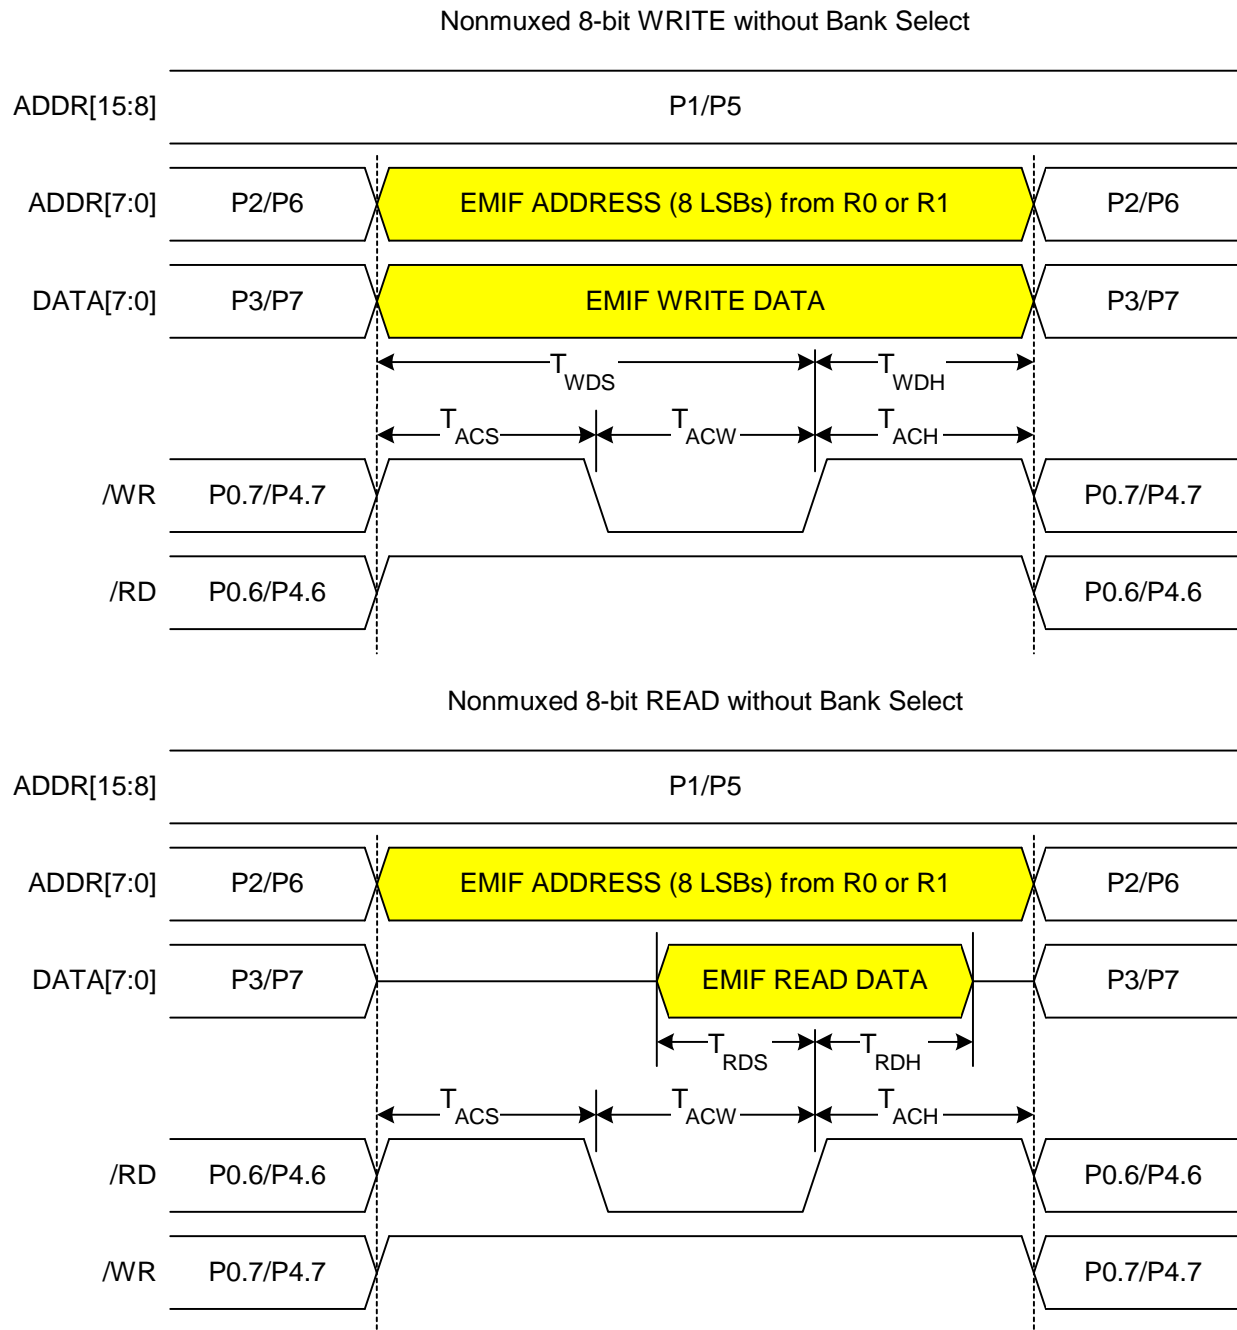 Nonmuxed 8-bit WRITE without Bank Select
ADDR[15:8] P1/P5
ADDR[7:0] P2/P6 EMIF ADDRESS (8 LSBs) from R0 or R1 P2/P6
DATA[7:0] P3/P7 EMIF WRITE DATA P3/P7
TWDS TWDH
TACS TACW TACH
/WR P0.7/P4.7 P0.7/P4.7
/RD P0.6/P4.6 P0.6/P4.6
Nonmuxed 8-bit READ without Bank Select
ADDR[15:8] P1/P5
ADDR[7:0] P2/P6 EMIF ADDRESS (8 LSBs) from R0 or R1 P2/P6
DATA[7:0] P3/P7 EMIF READ DATA P3/P7
TRDS TRDH
TACS TACW TACH
/RD P0.6/P4.6 P0.6/P4.6
/WR P0.7/P4.7 P0.7/P4.7